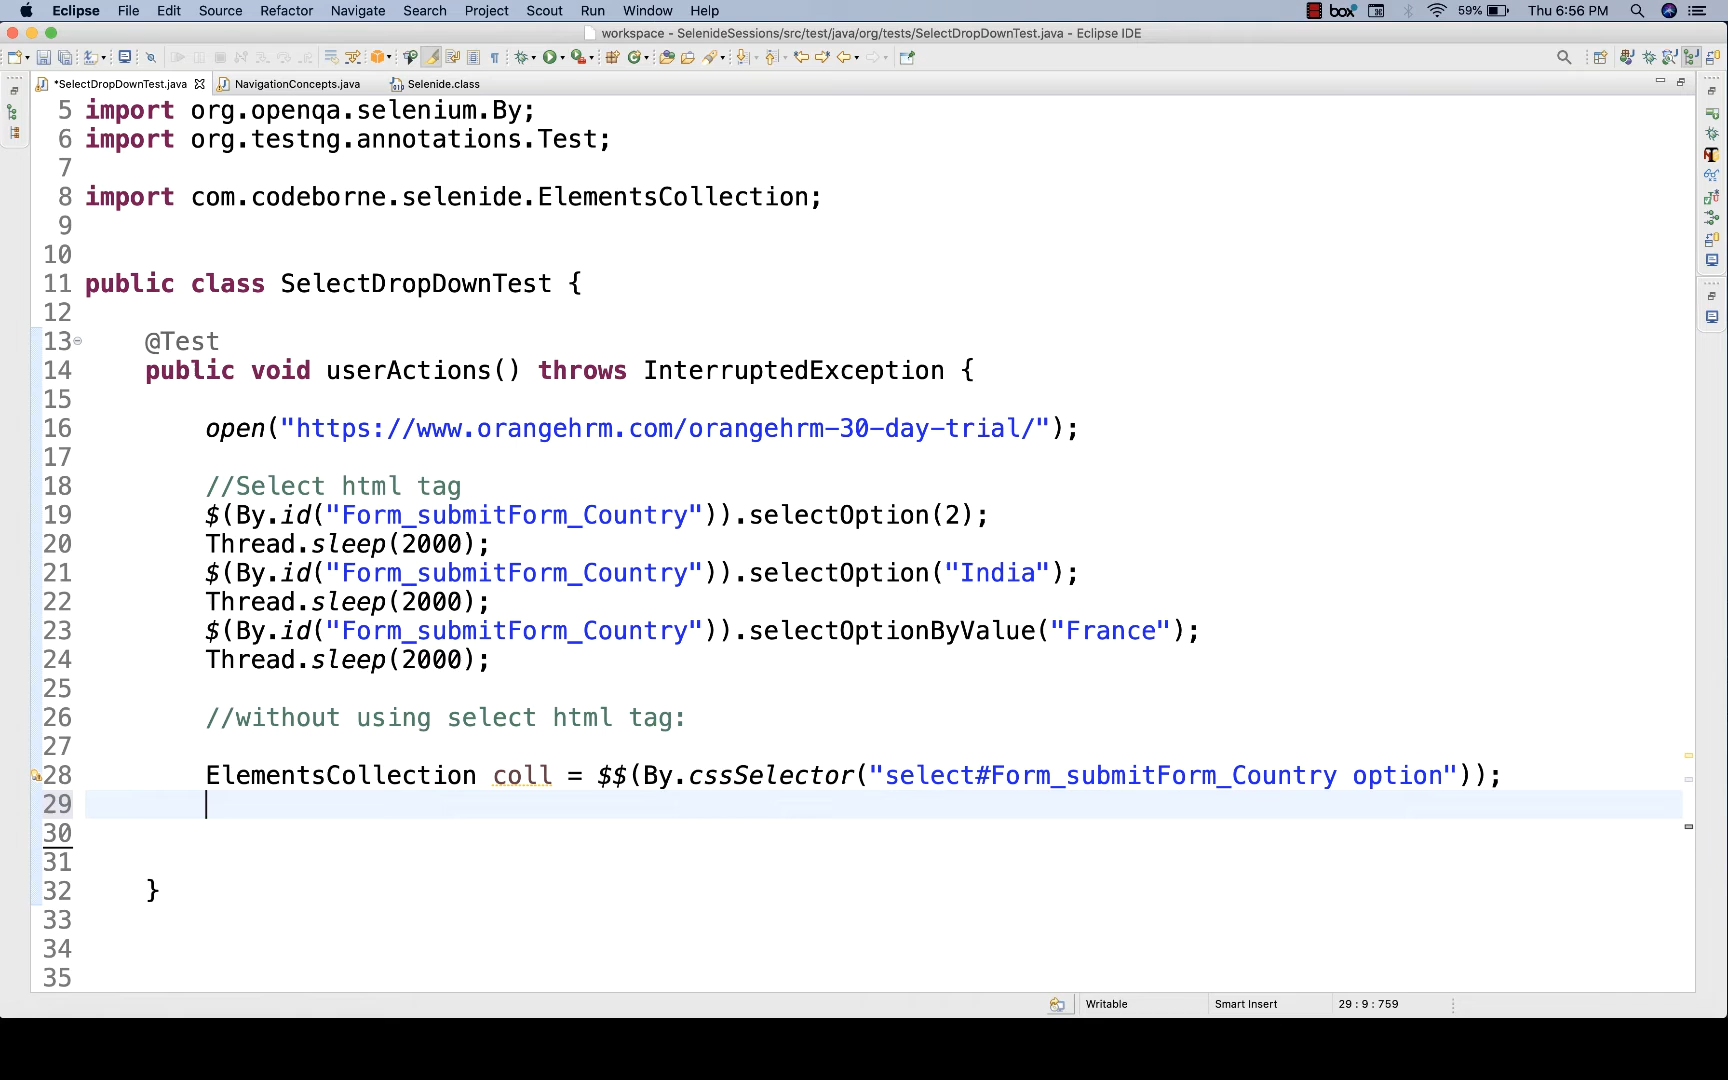 Eclipse File Edit Source Refactor Navigate Search Project Scout Run Window Help box 59% Thu 6:56 PM
workspace - SelenideSessions/src/test/java/org/tests/SelectDropDownTest.java - Eclipse IDE
*SelectDropDownTest.java NavigationConcepts.java Selenide.class
5 import org.openqa.selenium.By;
6 import org.testng.annotations.Test;
7
8 import com.codeborne.selenide.ElementsCollection;
9
10
11 public class SelectDropDownTest {
12
13 @Test
14 public void userActions() throws InterruptedException {
15
16 open("https://www.orangehrm.com/orangehrm-30-day-trial/");
17
18 //Select html tag
19 $(By.id("Form_submitForm_Country")).selectOption(2);
20 Thread.sleep(2000);
21 $(By.id("Form_submitForm_Country")).selectOption("India");
22 Thread.sleep(2000);
23 $(By.id("Form_submitForm_Country")).selectOptionByValue("France");
24 Thread.sleep(2000);
25
26 //without using select html tag:
27
28 ElementsCollection coll = $$(By.cssSelector("select#Form_submitForm_Country option"));
29
30
31
32 }
33
34
35
Writable Smart Insert 29 : 9 : 759